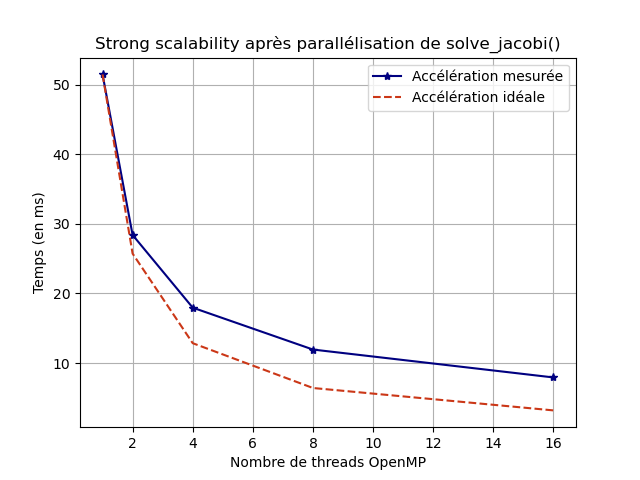 Strong scalability après parallélisation de solve_jacobi()
Accélération mesurée
Accélération idéale
Temps (en ms)
50
40
30
20
10
2 4 6 8 10 12 14 16
Nombre de threads OpenMP